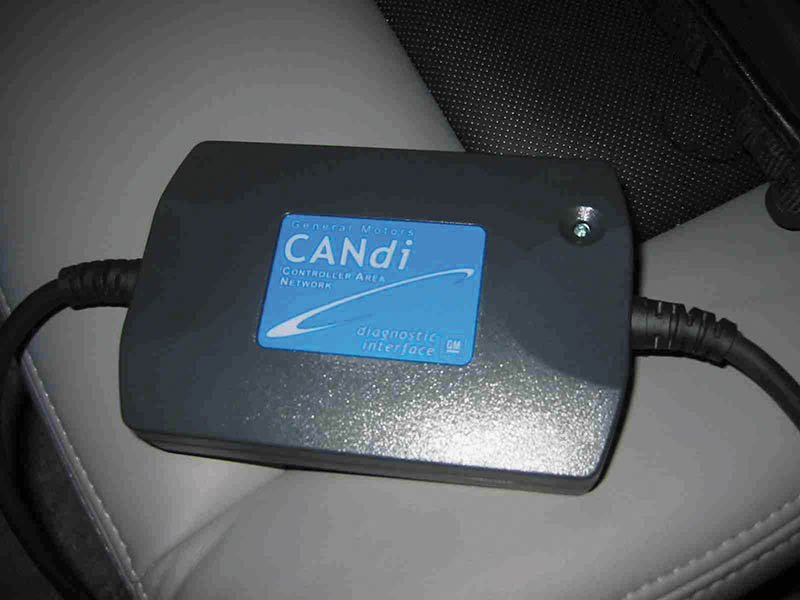 General Motors
CANdi
CONTROLLER AREA
NETWORK
diagnostic
interface
GM